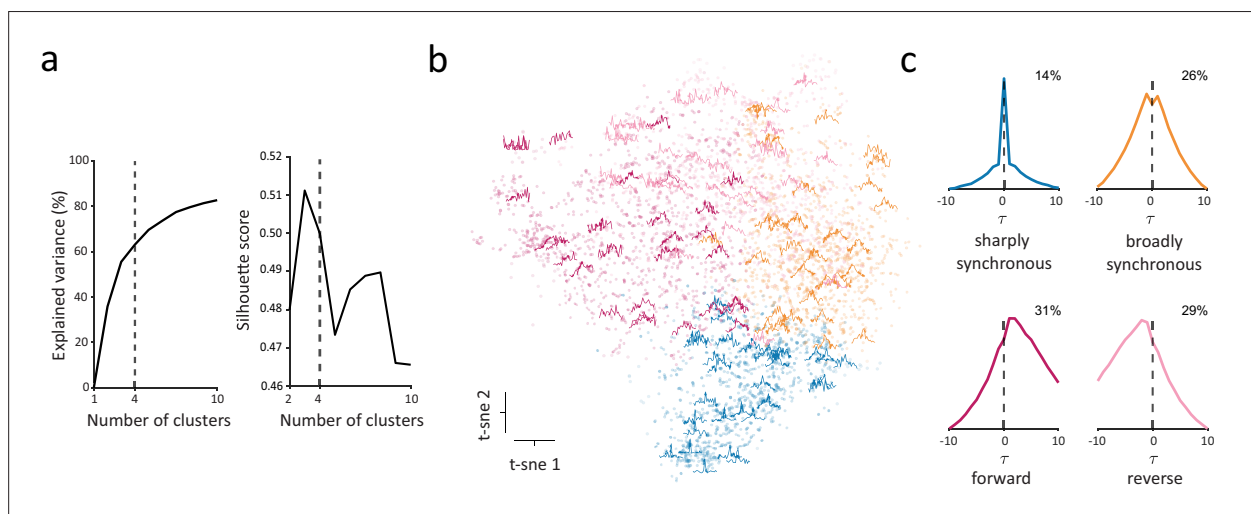 a
Explained variance (%)
100
80
60
40
20
0
1
4
10
Number of clusters
Silhouette score
0.52
0.51
0.50
0.49
0.48
0.47
0.46
2
4
10
Number of clusters
b
t-sne 2
t-sne 1
c
14%
-10
0
10
τ
sharply
synchronous
26%
-10
0
10
τ
broadly
synchronous
31%
-10
0
10
τ
forward
29%
-10
0
10
τ
reverse